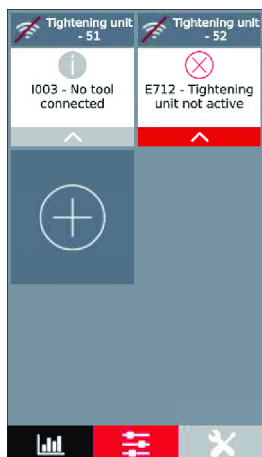 Tightening unit
- 51
Tightening unit
- 52
I003 - No tool
connected
E712 - Tightening
unit not active